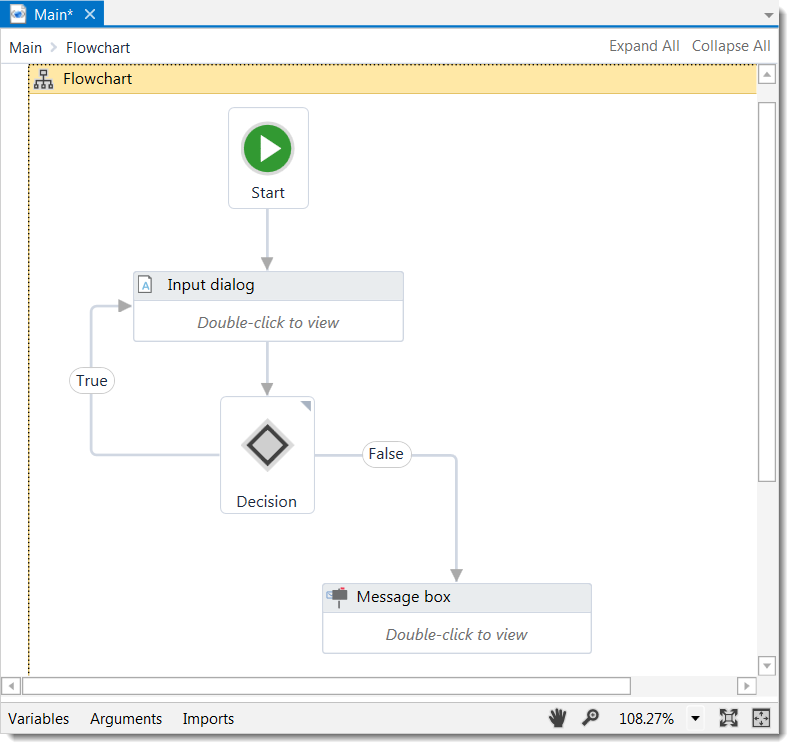 Main*
Main > Flowchart
Expand All Collapse All
Flowchart
Start
A
Input dialog
Double-click to view
True
False
Decision
Message box
Double-click to view
Variables Arguments Imports
108.27%